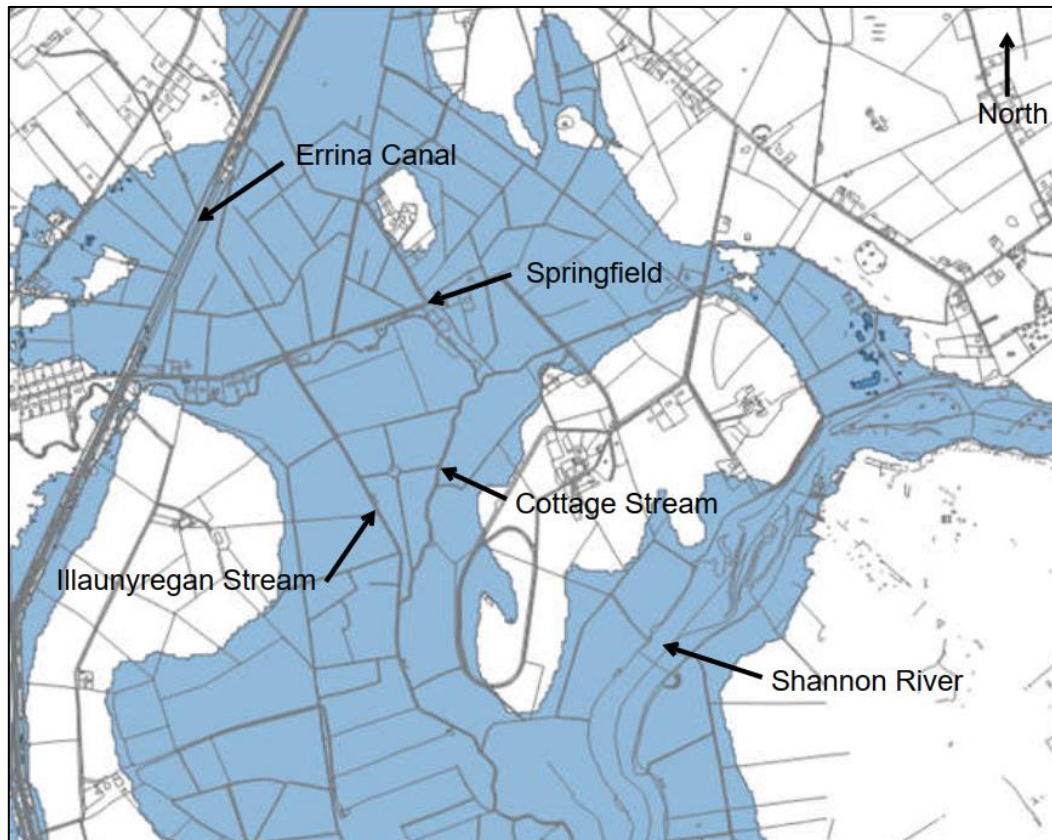 North
Errina Canal
Springfield
Cottage Stream
Illaunyregan Stream
Shannon River